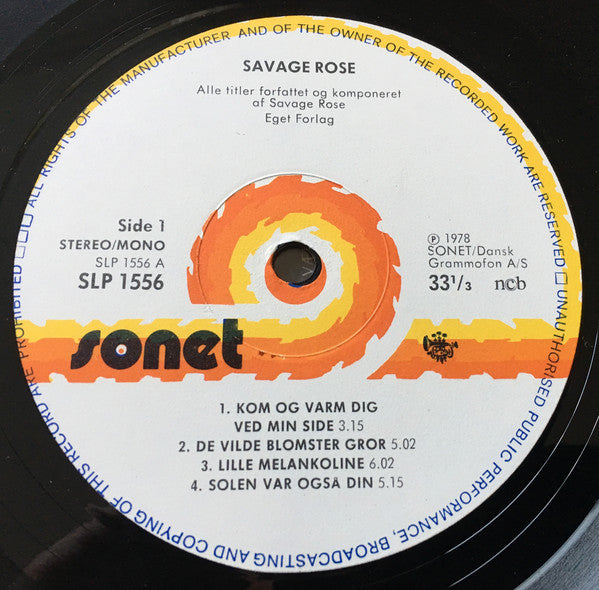 ALL RIGHTS OF THE MANUFACTURER AND OF THE OWNER OF THE RECORDED WORK ARE RESERVED □ UNAUTHORISED PUBLIC PERFORMANCE, BROADCASTING AND COPYING OF THIS RECORD ARE PROHIBITED □□
SAVAGE ROSE
Alle titler forfattet og komponeret
af Savage Rose
Eget Forlag
Side 1
STEREO/MONO
SLP 1556 A
SLP 1556
℗ 1978
SONET/Dansk
Grammofon A/S
33 1/3 ncb
sonet
1. KOM OG VARM DIG
VED MIN SIDE 3.15
2. DE VILDE BLOMSTER GROR 5.02
3. LILLE MELANKOLINE 6.02
4. SOLEN VAR OGSÅ DIN 5.15